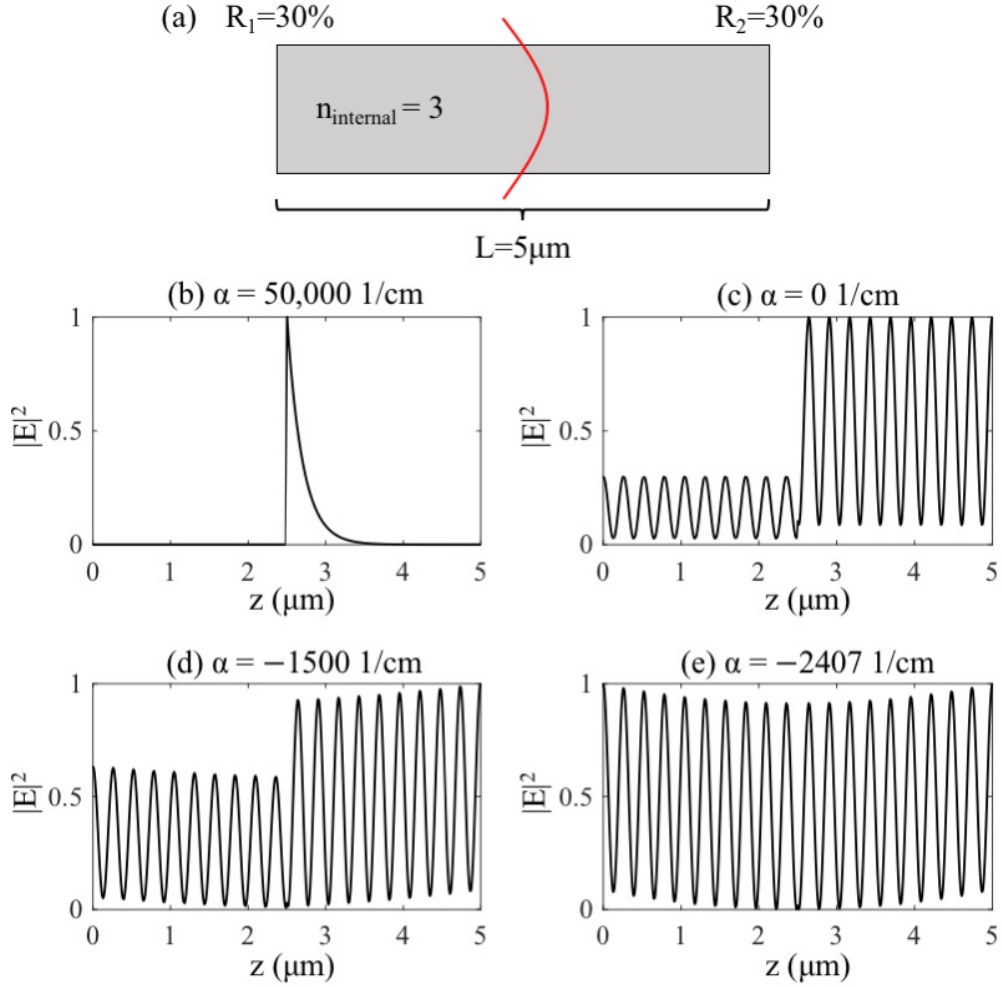 (a) R₁=30% R₂=30%
n_internal = 3
L=5μm
(b) α = 50,000 1/cm
(c) α = 0 1/cm
|E|²
1
0.5
0
0 1 2 3 4 5
z (μm)
|E|²
1
0.5
0
0 1 2 3 4 5
z (μm)
(d) α = −1500 1/cm
(e) α = −2407 1/cm
|E|²
1
0.5
0
0 1 2 3 4 5
z (μm)
|E|²
1
0.5
0
0 1 2 3 4 5
z (μm)